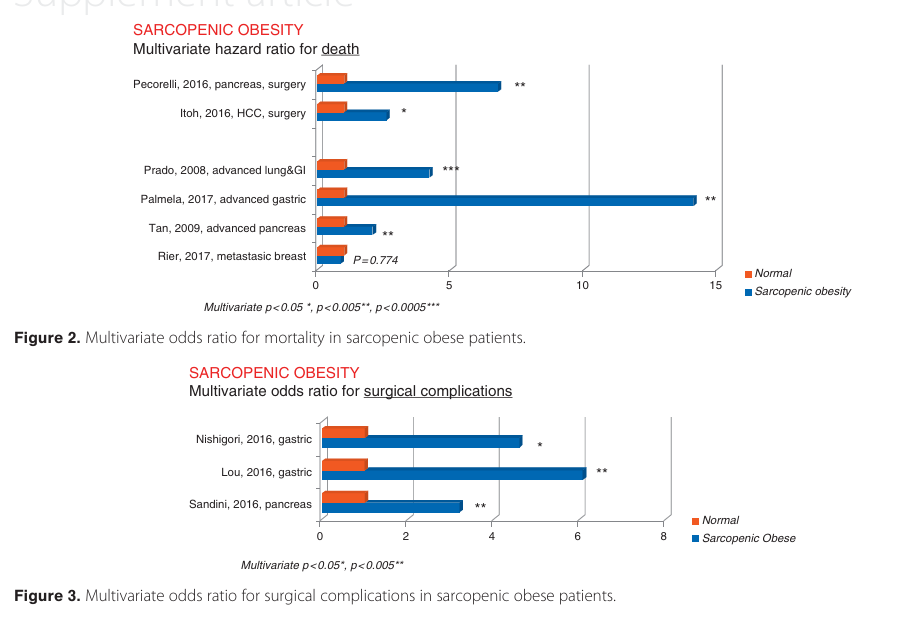 Supplement article
SARCOPENIC OBESITY
Multivariate hazard ratio for death
Pecorelli, 2016, pancreas, surgery
**
Itoh, 2016, HCC, surgery
*
Prado, 2008, advanced lung&GI
***
Palmela, 2017, advanced gastric
**
Tan, 2009, advanced pancreas
**
Rier, 2017, metastasic breast
P=0.774
0 5 10 15
Normal
Sarcopenic obesity
Multivariate p<0.05 *, p<0.005**, p<0.0005***
Figure 2. Multivariate odds ratio for mortality in sarcopenic obese patients.
SARCOPENIC OBESITY
Multivariate odds ratio for surgical complications
Nishigori, 2016, gastric
*
Lou, 2016, gastric
**
Sandini, 2016, pancreas
**
0 2 4 6 8
Normal
Sarcopenic Obese
Multivariate p<0.05*, p<0.005**
Figure 3. Multivariate odds ratio for surgical complications in sarcopenic obese patients.